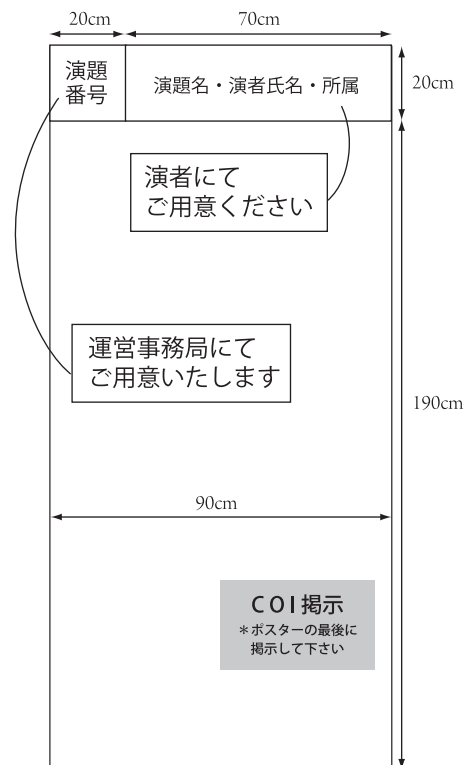 20cm
70cm
演題
番号
演題名・演者氏名・所属
20cm
演者にて
ご用意ください
運営事務局にて
ご用意いたします
190cm
90cm
COI掲示
＊ポスターの最後に
掲示して下さい